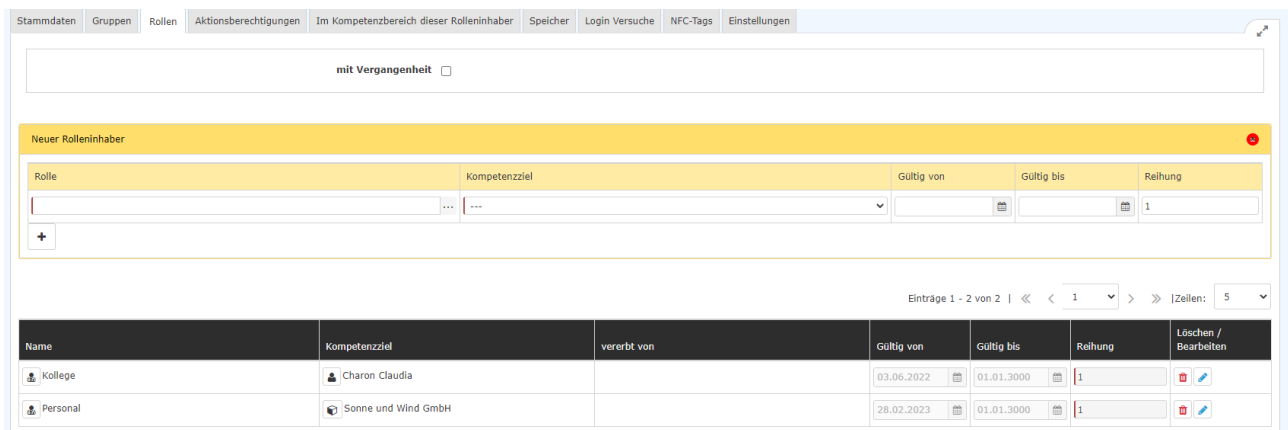 Stammdaten Gruppen Rollen Aktionsberechtigungen Im Kompetenzbereich dieser Rolleninhaber Speicher Login Versuche NFC-Tags Einstellungen
mit Vergangenheit
Neuer Rolleninhaber
Rolle Kompetenzziel Gültig von Gültig bis Reihung
... --- 1
+
Einträge 1 - 2 von 2 | « < 1 > » |Zeilen: 5
Name Kompetenzziel vererbt von Gültig von Gültig bis Reihung Löschen /
Bearbeiten
Kollege Charon Claudia 03.06.2022 01.01.3000 1
Personal Sonne und Wind GmbH 28.02.2023 01.01.3000 1